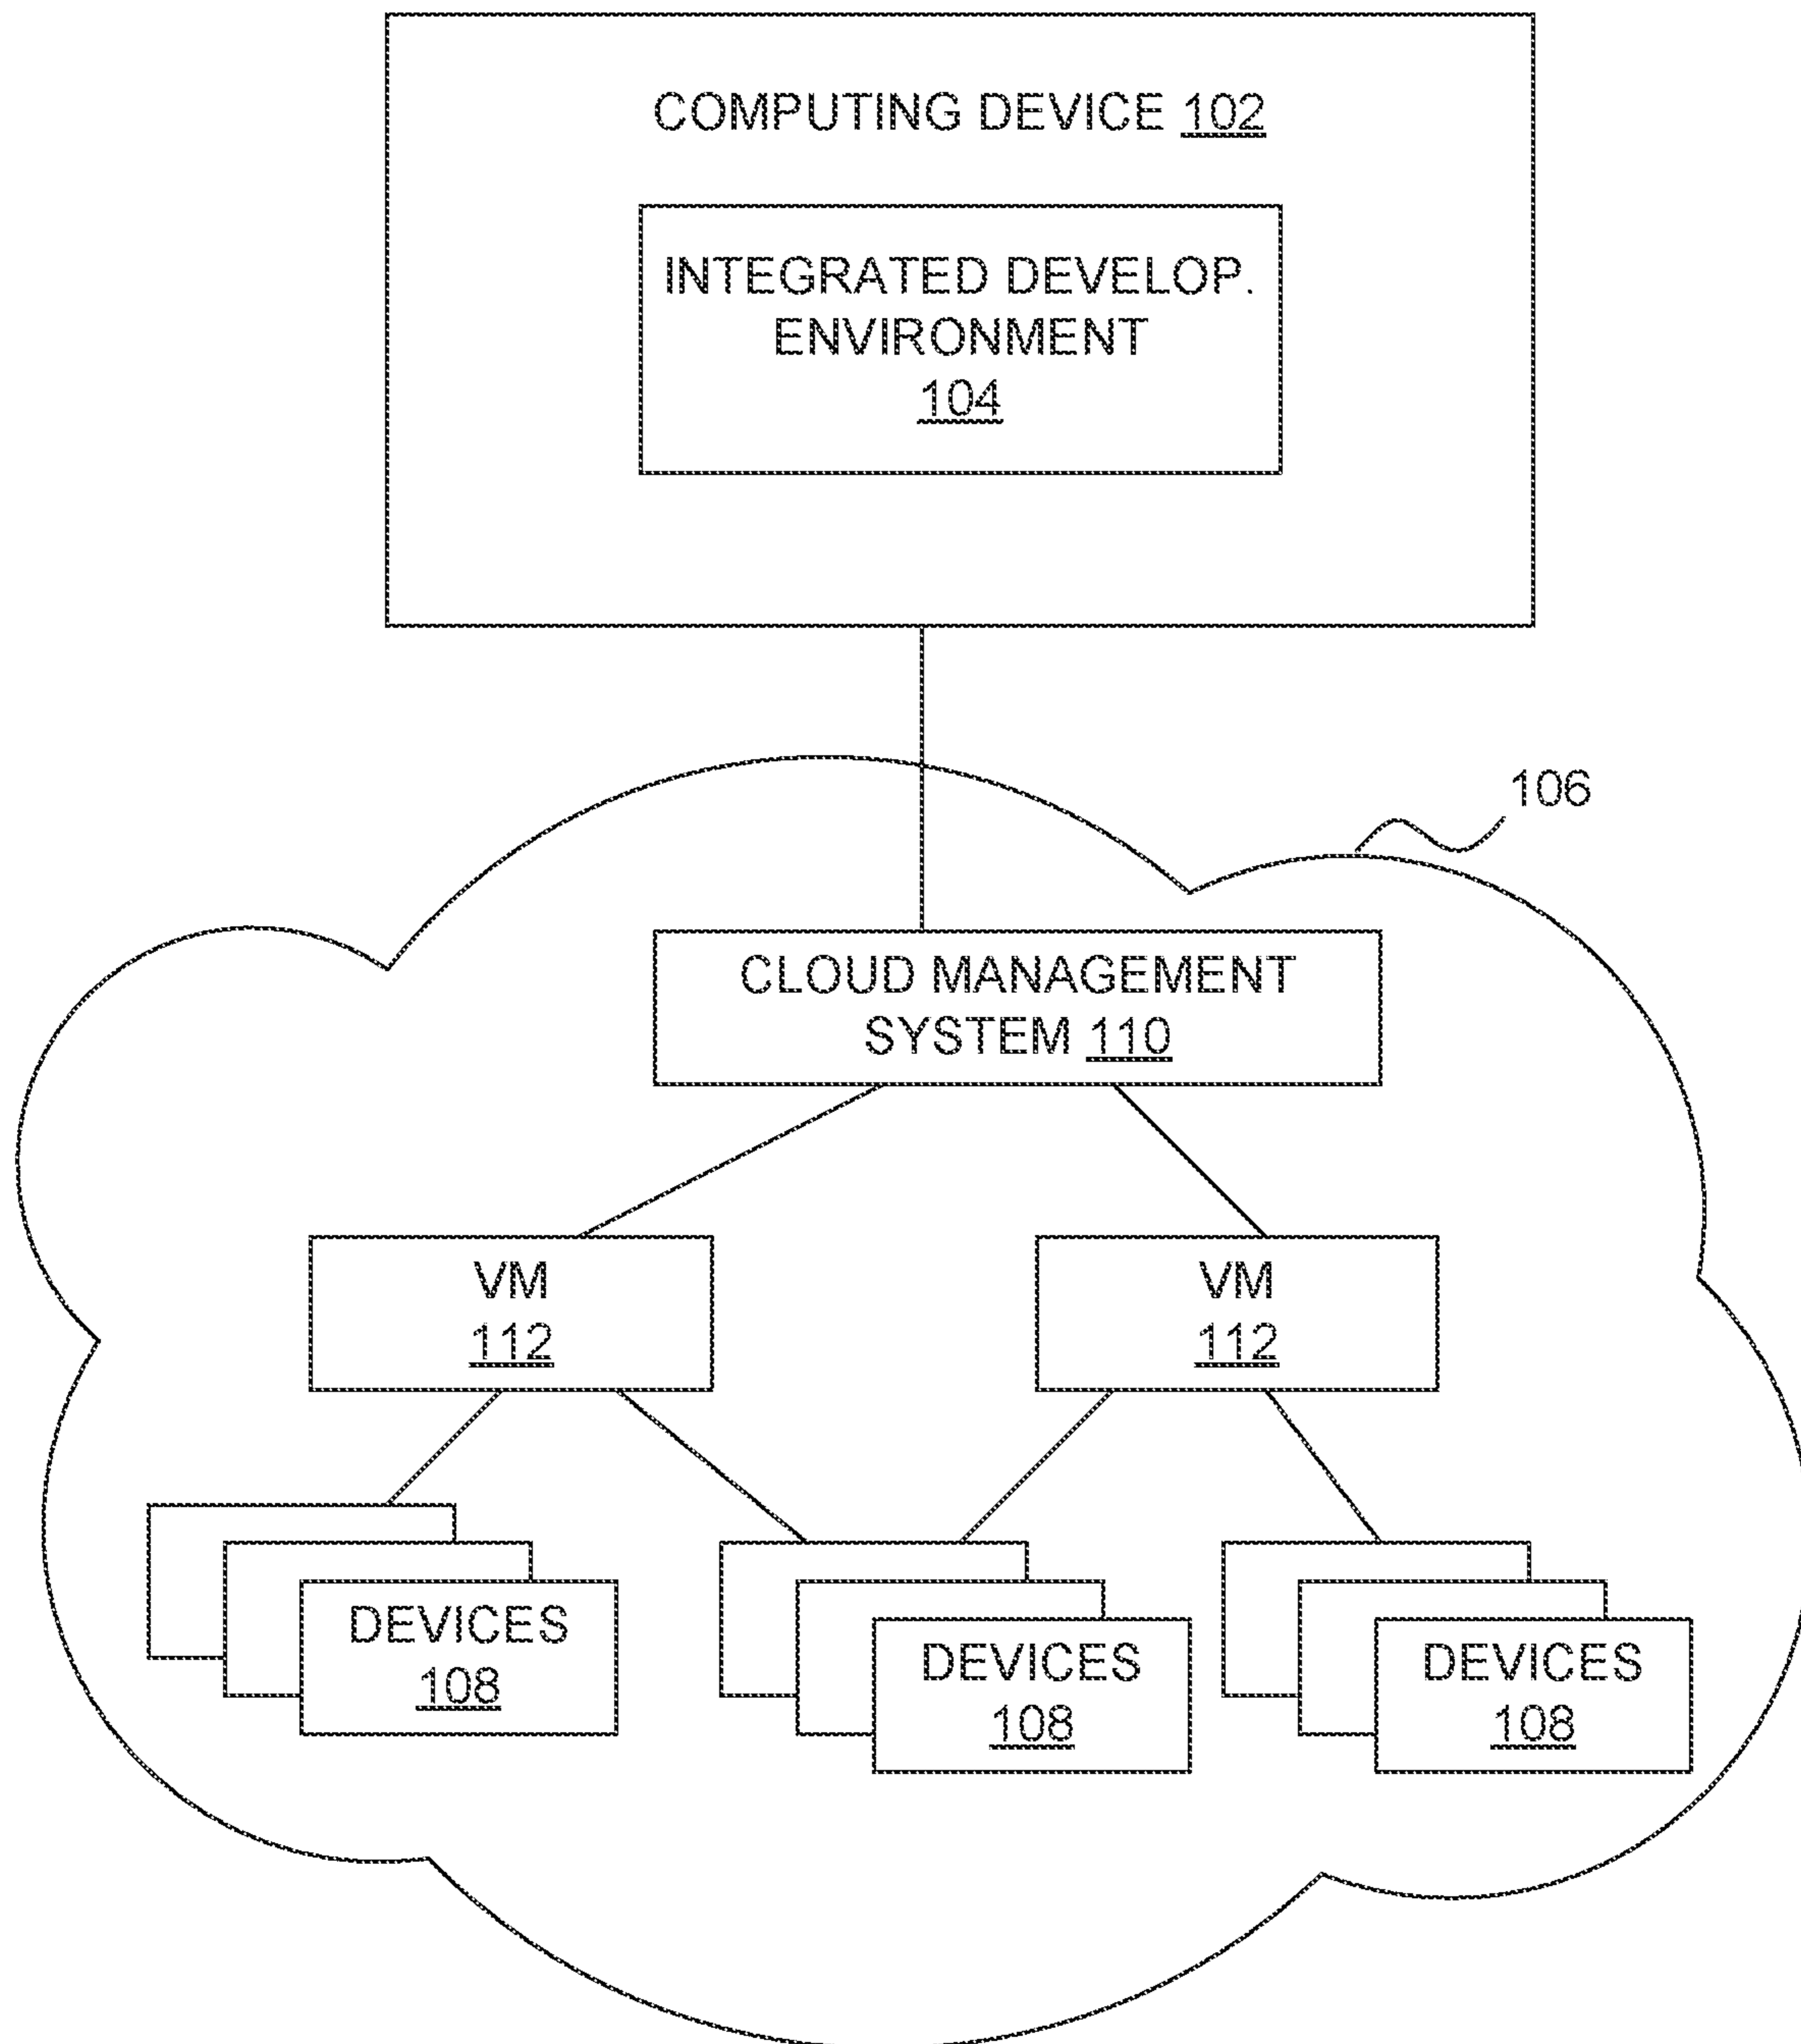 COMPUTING DEVICE 102
INTEGRATED DEVELOP.
ENVIRONMENT
104
106
CLOUD MANAGEMENT
SYSTEM 110
VM
112
VM
112
DEVICES
108
DEVICES
108
DEVICES
108